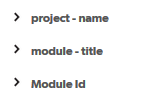 project - name
module - title
Module Id